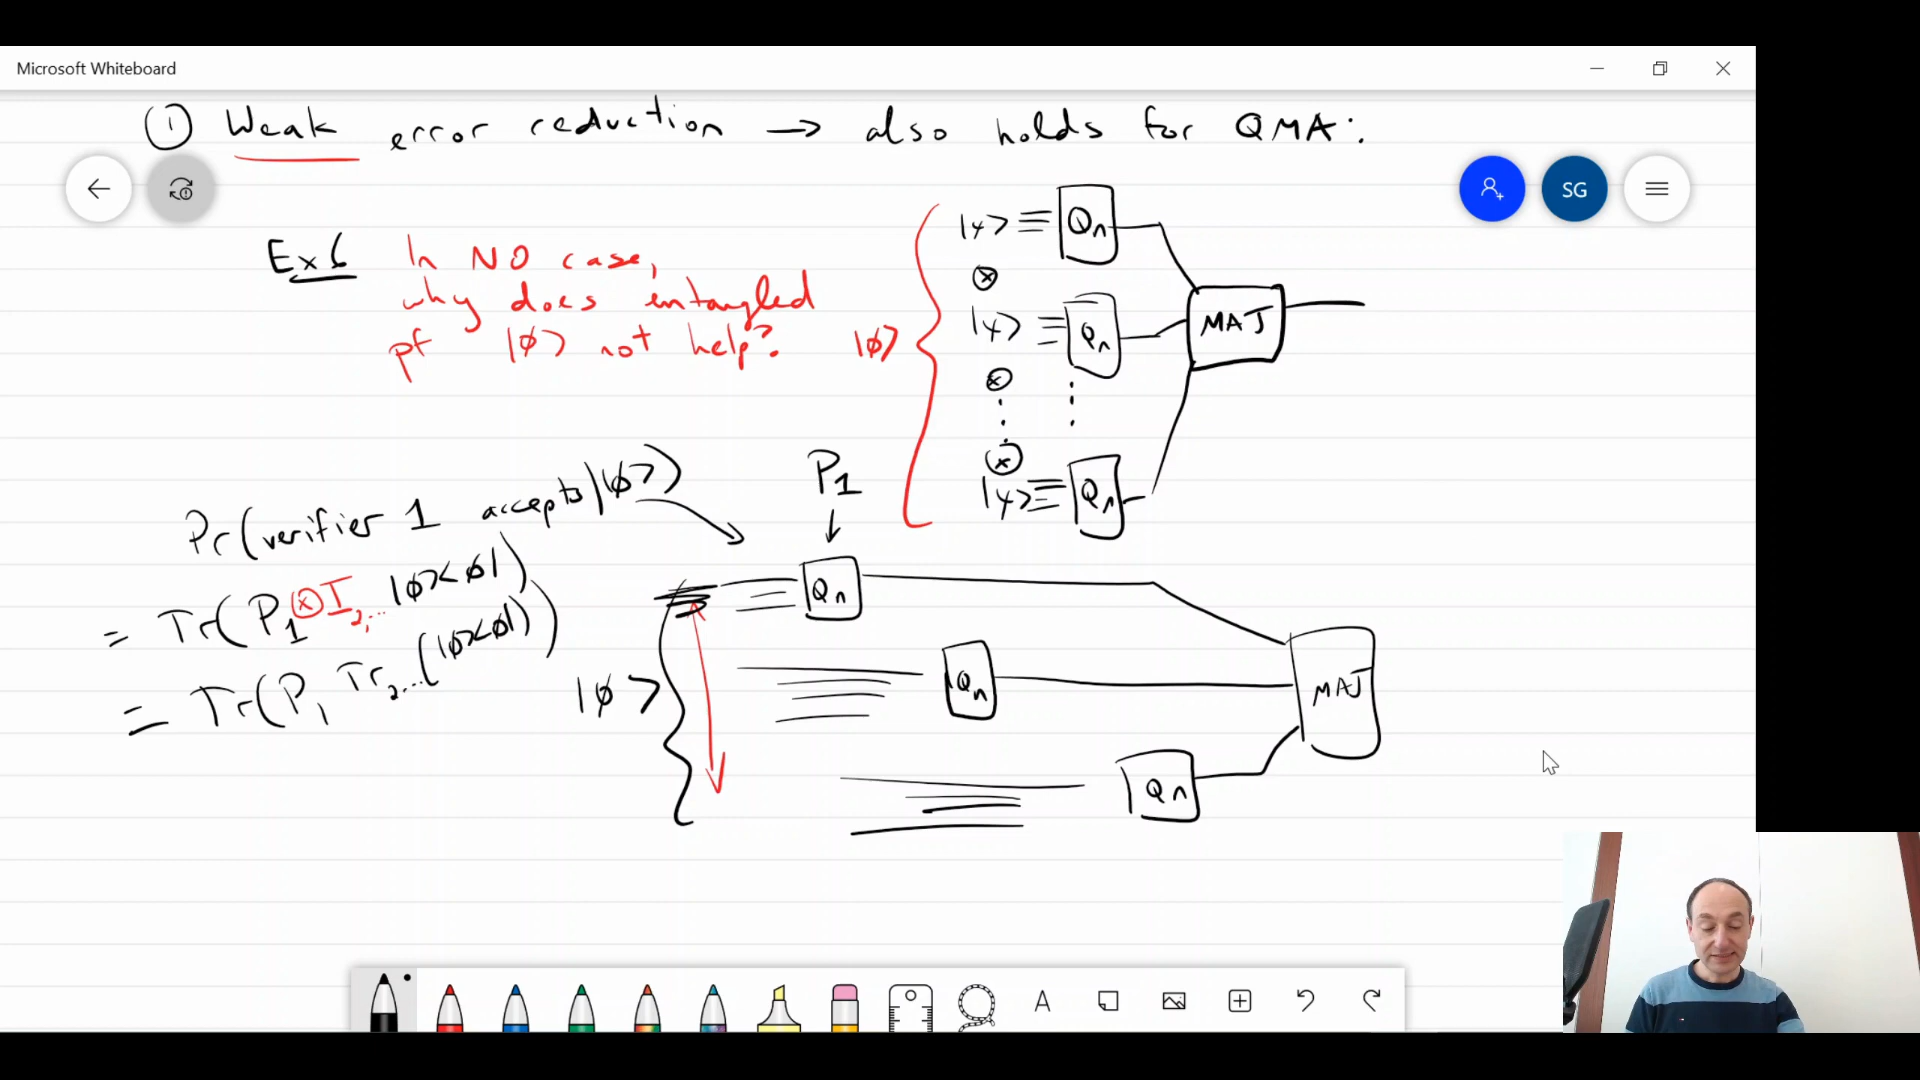 Microsoft Whiteboard
① Weak error reduction → also holds for QMA:
SG
Ex 6 In NO case,
why does entangled
pf |ϕ> not help?
|ϕ>
|ψ> Qn
⊗
|ψ> Qn
⊗
|ψ> Qn
⊗
MAJ
P1
Pr(verifier 1 accepts | |ϕ>)
= Tr(P1 ⊗ I2,... |ϕ><ϕ|)
= Tr(P1 Tr2,...(|ϕ><ϕ|))
|ϕ>
Qn
Qn
Qn
MAJ
A